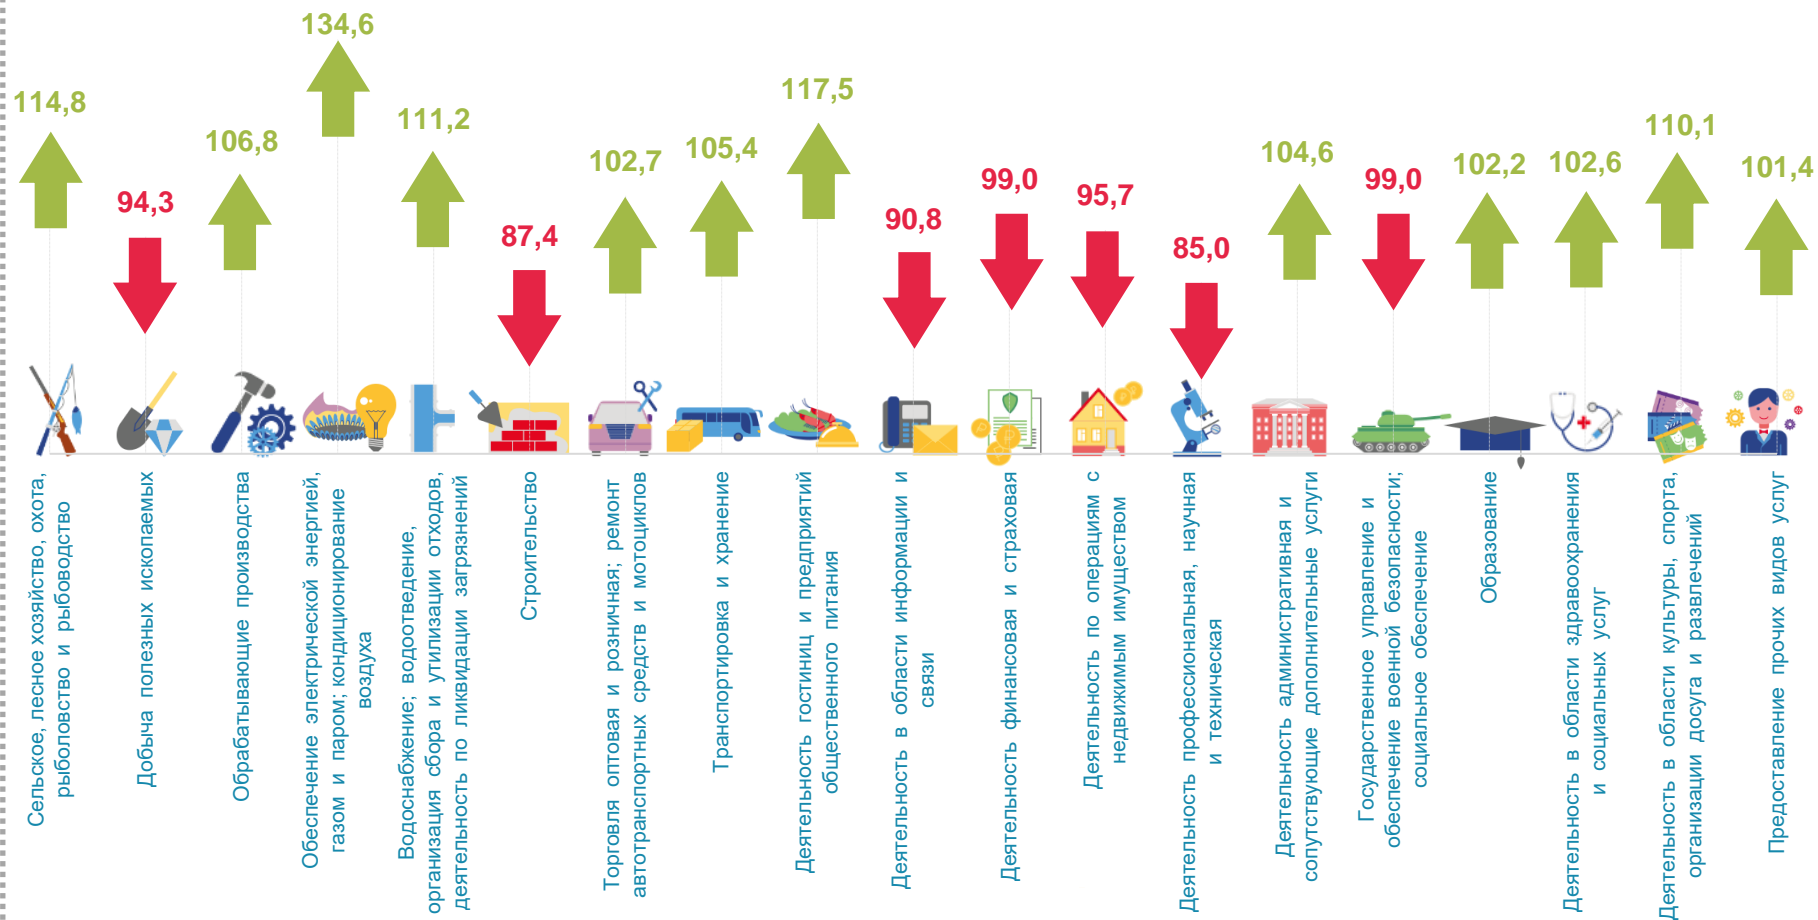 114,8
94,3
106,8
134,6
111,2
87,4
102,7
105,4
117,5
90,8
99,0
95,7
85,0
104,6
99,0
102,2
102,6
110,1
101,4
Сельское, лесное хозяйство, охота,
рыболовство и рыбоводство
Добыча полезных ископаемых
Обрабатывающие производства
Обеспечение электрической энергией,
газом и паром; кондиционирование
воздуха
Водоснабжение; водоотведение,
организация сбора и утилизации отходов,
деятельность по ликвидации загрязнений
Строительство
Торговля оптовая и розничная; ремонт
автотранспортных средств и мотоциклов
Транспортировка и хранение
Деятельность гостиниц и предприятий
общественного питания
Деятельность в области информации и
связи
Деятельность финансовая и страховая
Деятельность по операциям с
недвижимым имуществом
Деятельность профессиональная, научная
и техническая
Деятельность административная и
сопутствующие дополнительные услуги
Государственное управление и
обеспечение военной безопасности;
социальное обеспечение
Образование
Деятельность в области здравоохранения
и социальных услуг
Деятельность в области культуры, спорта,
организации досуга и развлечений
Предоставление прочих видов услуг